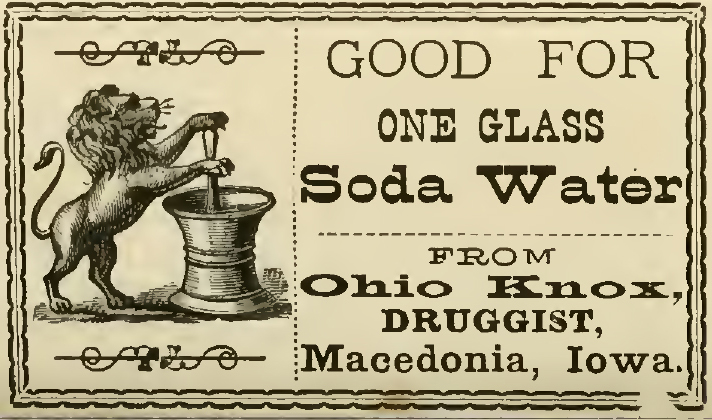 GOOD FOR
ONE GLASS
Soda Water
FROM
Ohio Knox,
DRUGGIST,
Macedonia, Iowa.